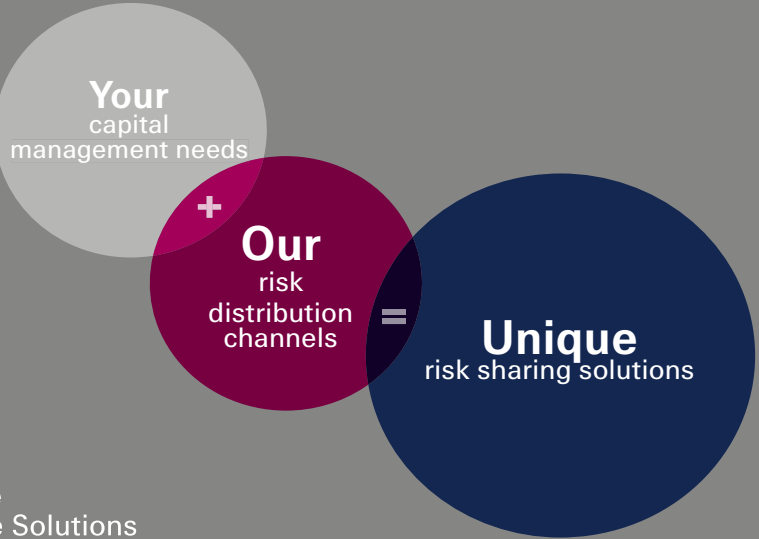 Your
capital
management needs
+
Our
risk
distribution
channels
=
Unique
risk sharing solutions
Solutions